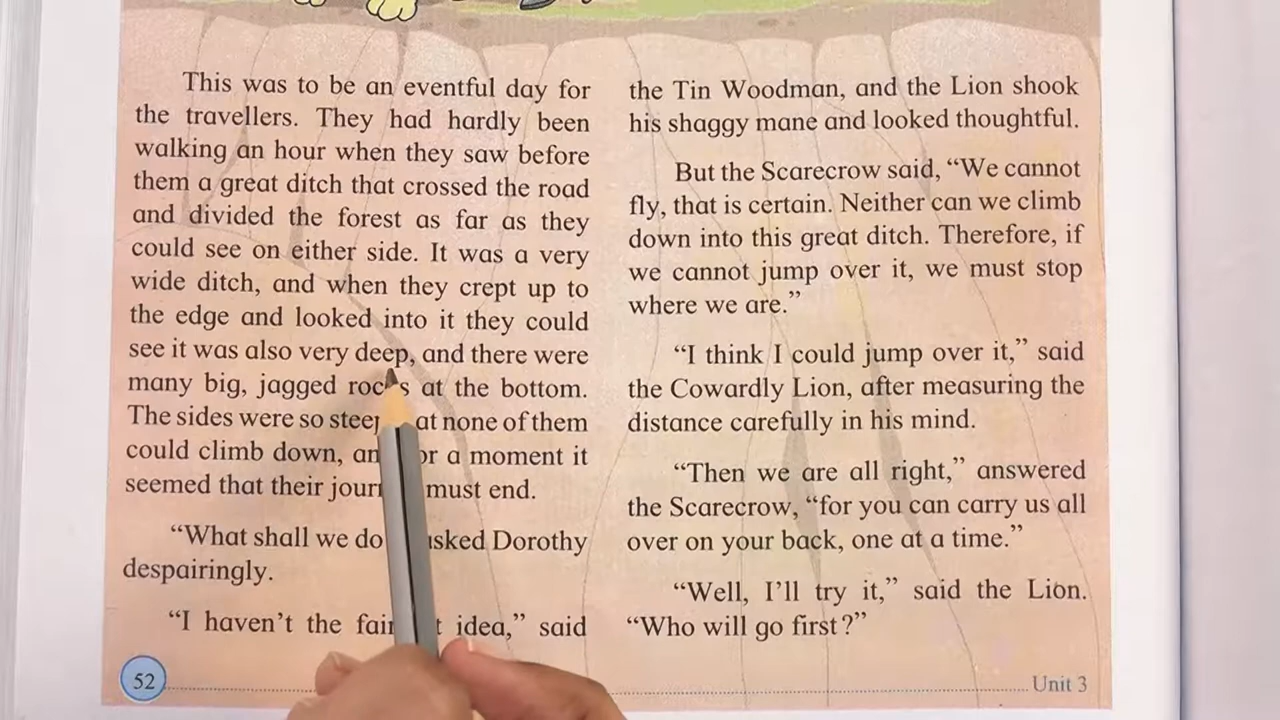 This was to be an eventful day for
the travellers. They had hardly been
walking an hour when they saw before
them a great ditch that crossed the road
and divided the forest as far as they
could see on either side. It was a very
wide ditch, and when they crept up to
the edge and looked into it they could
see it was also very deep, and there were
many big, jagged rocks at the bottom.
The sides were so steep at none of them
could climb down, an or a moment it
seemed that their jour must end.
“What shall we do asked Dorothy
despairingly.
“I haven’t the fai t idea,” said
the Tin Woodman, and the Lion shook
his shaggy mane and looked thoughtful.
But the Scarecrow said, “We cannot
fly, that is certain. Neither can we climb
down into this great ditch. Therefore, if
we cannot jump over it, we must stop
where we are.”
“I think I could jump over it,” said
the Cowardly Lion, after measuring the
distance carefully in his mind.
“Then we are all right,” answered
the Scarecrow, “for you can carry us all
over on your back, one at a time.”
“Well, I’ll try it,” said the Lion.
“Who will go first?”
52
Unit 3